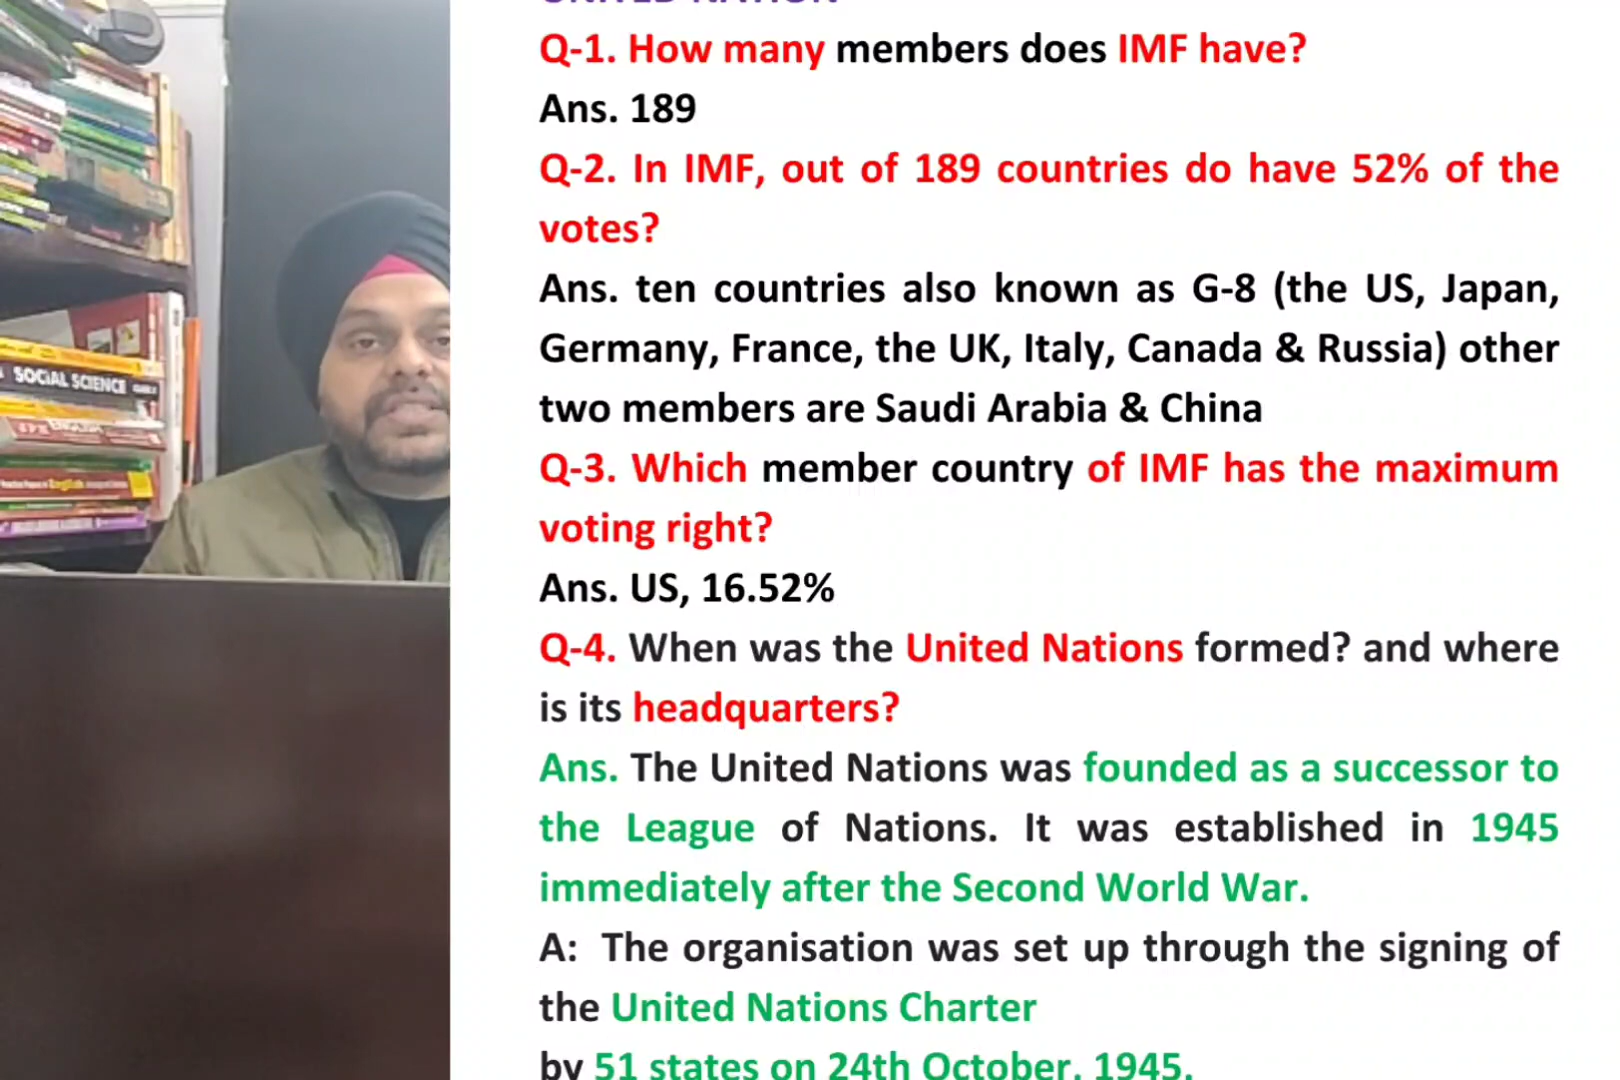 UNITED NATION
Q-1. How many members does IMF have?
Ans. 189
Q-2. In IMF, out of 189 countries do have 52% of the
votes?
Ans. ten countries also known as G-8 (the US, Japan,
Germany, France, the UK, Italy, Canada & Russia) other
two members are Saudi Arabia & China
Q-3. Which member country of IMF has the maximum
voting right?
Ans. US, 16.52%
Q-4. When was the United Nations formed? and where
is its headquarters?
Ans. The United Nations was founded as a successor to
the League of Nations. It was established in 1945
immediately after the Second World War.
A: The organisation was set up through the signing of
the United Nations Charter
by 51 states on 24th October, 1945.
SOCIAL SCIENCE
ENGLISH
English